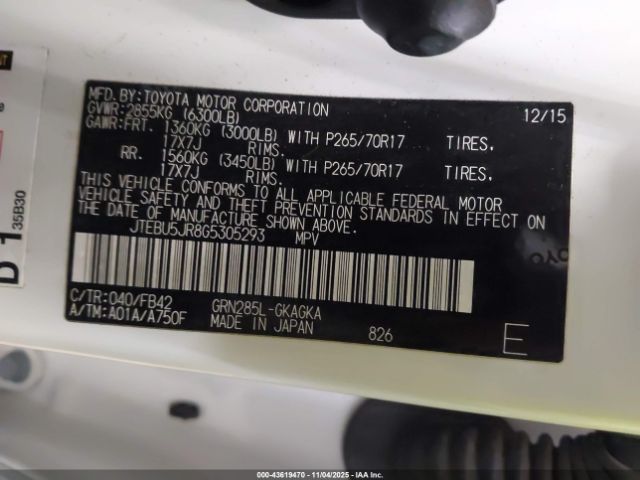 MFD. BY: TOYOTA MOTOR CORPORATION 12/15
GVWR: 2855KG (6300LB)
GAWR: FRT. 1360KG (3000LB) WITH P265/70R17 TIRES,
17X7J RIMS.
RR. 1560KG (3450LB) WITH P265/70R17 TIRES,
17X7J RIMS.
THIS VEHICLE CONFORMS TO ALL APPLICABLE FEDERAL MOTOR
VEHICLE SAFETY AND THEFT PREVENTION STANDARDS IN EFFECT ON
THE DATE OF MANUFACTURE SHOWN ABOVE.
JTEBU5JR8G5305293 MPV
C/TR: 040/FB42 GRN285L-GKAGKA
A/TM: A01A/A750F MADE IN JAPAN 826 E
35B30
000-43619470 - 11/04/2025 - IAA Inc.